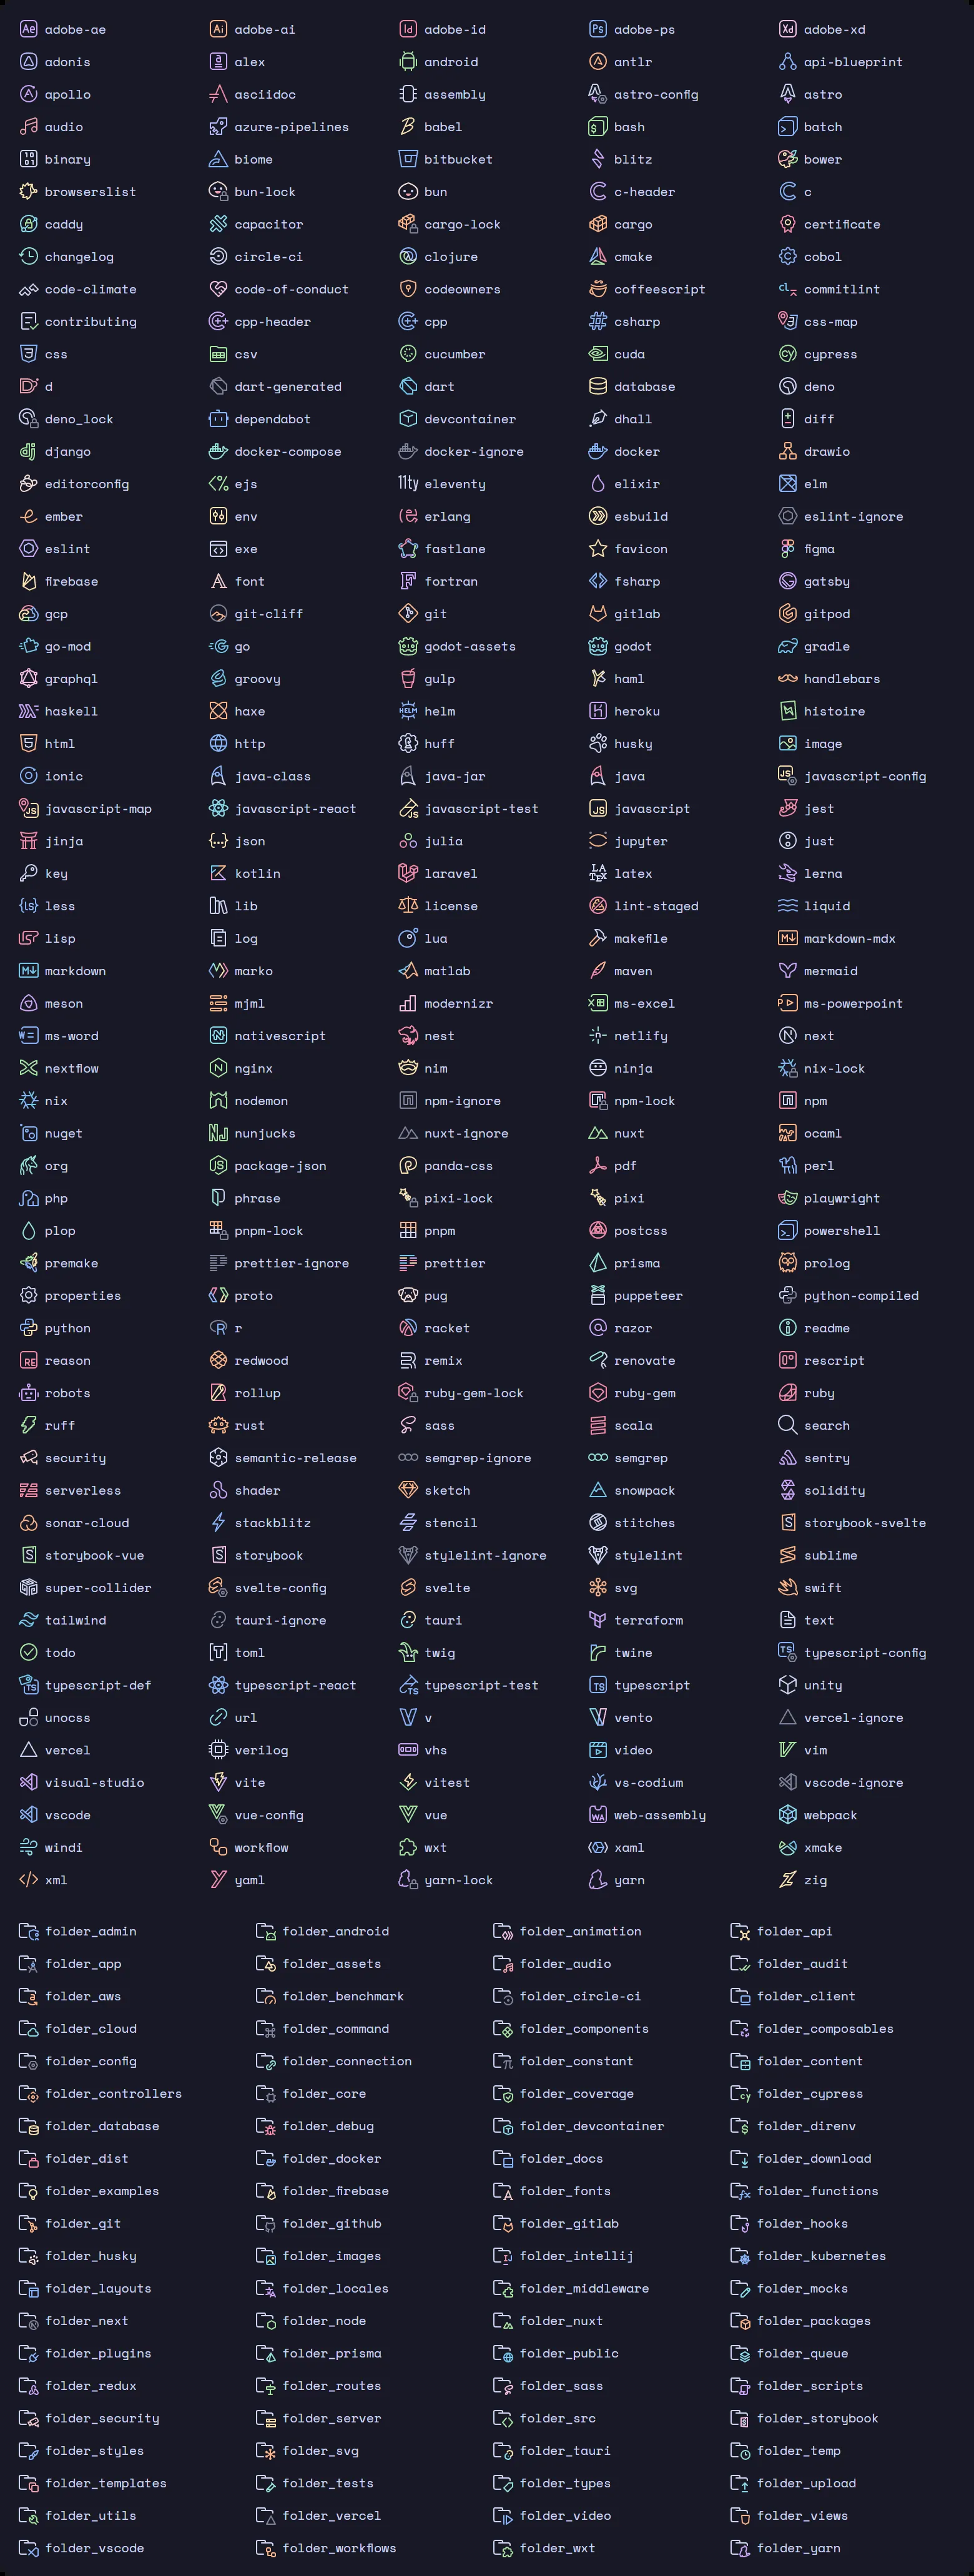 adobe-ae adobe-ai adobe-id adobe-ps adobe-xd
adonis alex android antlr api-blueprint
apollo asciidoc assembly astro-config astro
audio azure-pipelines babel bash batch
binary biome bitbucket blitz bower
browserslist bun-lock bun c-header c
caddy capacitor cargo-lock cargo certificate
changelog circle-ci clojure cmake cobol
code-climate code-of-conduct codeowners coffeescript commitlint
contributing cpp-header cpp csharp css-map
css csv cucumber cuda cypress
d dart-generated dart database deno
deno_lock dependabot devcontainer dhall diff
django docker-compose docker-ignore docker drawio
editorconfig ejs eleventy elixir elm
ember env erlang esbuild eslint-ignore
eslint exe fastlane favicon figma
firebase font fortran fsharp gatsby
gcp git-cliff git gitlab gitpod
go-mod go godot-assets godot gradle
graphql groovy gulp haml handlebars
haskell haxe helm heroku histoire
html http huff husky image
ionic java-class java-jar java javascript-config
javascript-map javascript-react javascript-test javascript jest
jinja json julia jupyter just
key kotlin laravel latex lerna
less lib license lint-staged liquid
lisp log lua makefile markdown-mdx
markdown marko matlab maven mermaid
meson mjml modernizr ms-excel ms-powerpoint
ms-word nativescript nest netlify next
nextflow nginx nim ninja nix-lock
nix nodemon npm-ignore npm-lock npm
nuget nunjucks nuxt-ignore nuxt ocaml
org package-json panda-css pdf perl
php phrase pixi-lock pixi playwright
plop pnpm-lock pnpm postcss powershell
premake prettier-ignore prettier prisma prolog
properties proto pug puppeteer python-compiled
python r racket razor readme
reason redwood remix renovate rescript
robots rollup ruby-gem-lock ruby-gem ruby
ruff rust sass scala search
security semantic-release semgrep-ignore semgrep sentry
serverless shader sketch snowpack solidity
sonar-cloud stackblitz stencil stitches storybook-svelte
storybook-vue storybook stylelint-ignore stylelint sublime
super-collider svelte-config svelte svg swift
tailwind tauri-ignore tauri terraform text
todo toml twig twine typescript-config
typescript-def typescript-react typescript-test typescript unity
unocss url v vento vercel-ignore
vercel verilog vhs video vim
visual-studio vite vitest vs-codium vscode-ignore
vscode vue-config vue web-assembly webpack
windi workflow wxt xaml xmake
xml yaml yarn-lock yarn zig
folder_admin folder_android folder_animation folder_api
folder_app folder_assets folder_audio folder_audit
folder_aws folder_benchmark folder_circle-ci folder_client
folder_cloud folder_command folder_components folder_composables
folder_config folder_connection folder_constant folder_content
folder_controllers folder_core folder_coverage folder_cypress
folder_database folder_debug folder_devcontainer folder_direnv
folder_dist folder_docker folder_docs folder_download
folder_examples folder_firebase folder_fonts folder_functions
folder_git folder_github folder_gitlab folder_hooks
folder_husky folder_images folder_intellij folder_kubernetes
folder_layouts folder_locales folder_middleware folder_mocks
folder_next folder_node folder_nuxt folder_packages
folder_plugins folder_prisma folder_public folder_queue
folder_redux folder_routes folder_sass folder_scripts
folder_security folder_server folder_src folder_storybook
folder_styles folder_svg folder_tauri folder_temp
folder_templates folder_tests folder_types folder_upload
folder_utils folder_vercel folder_video folder_views
folder_vscode folder_workflows folder_wxt folder_yarn